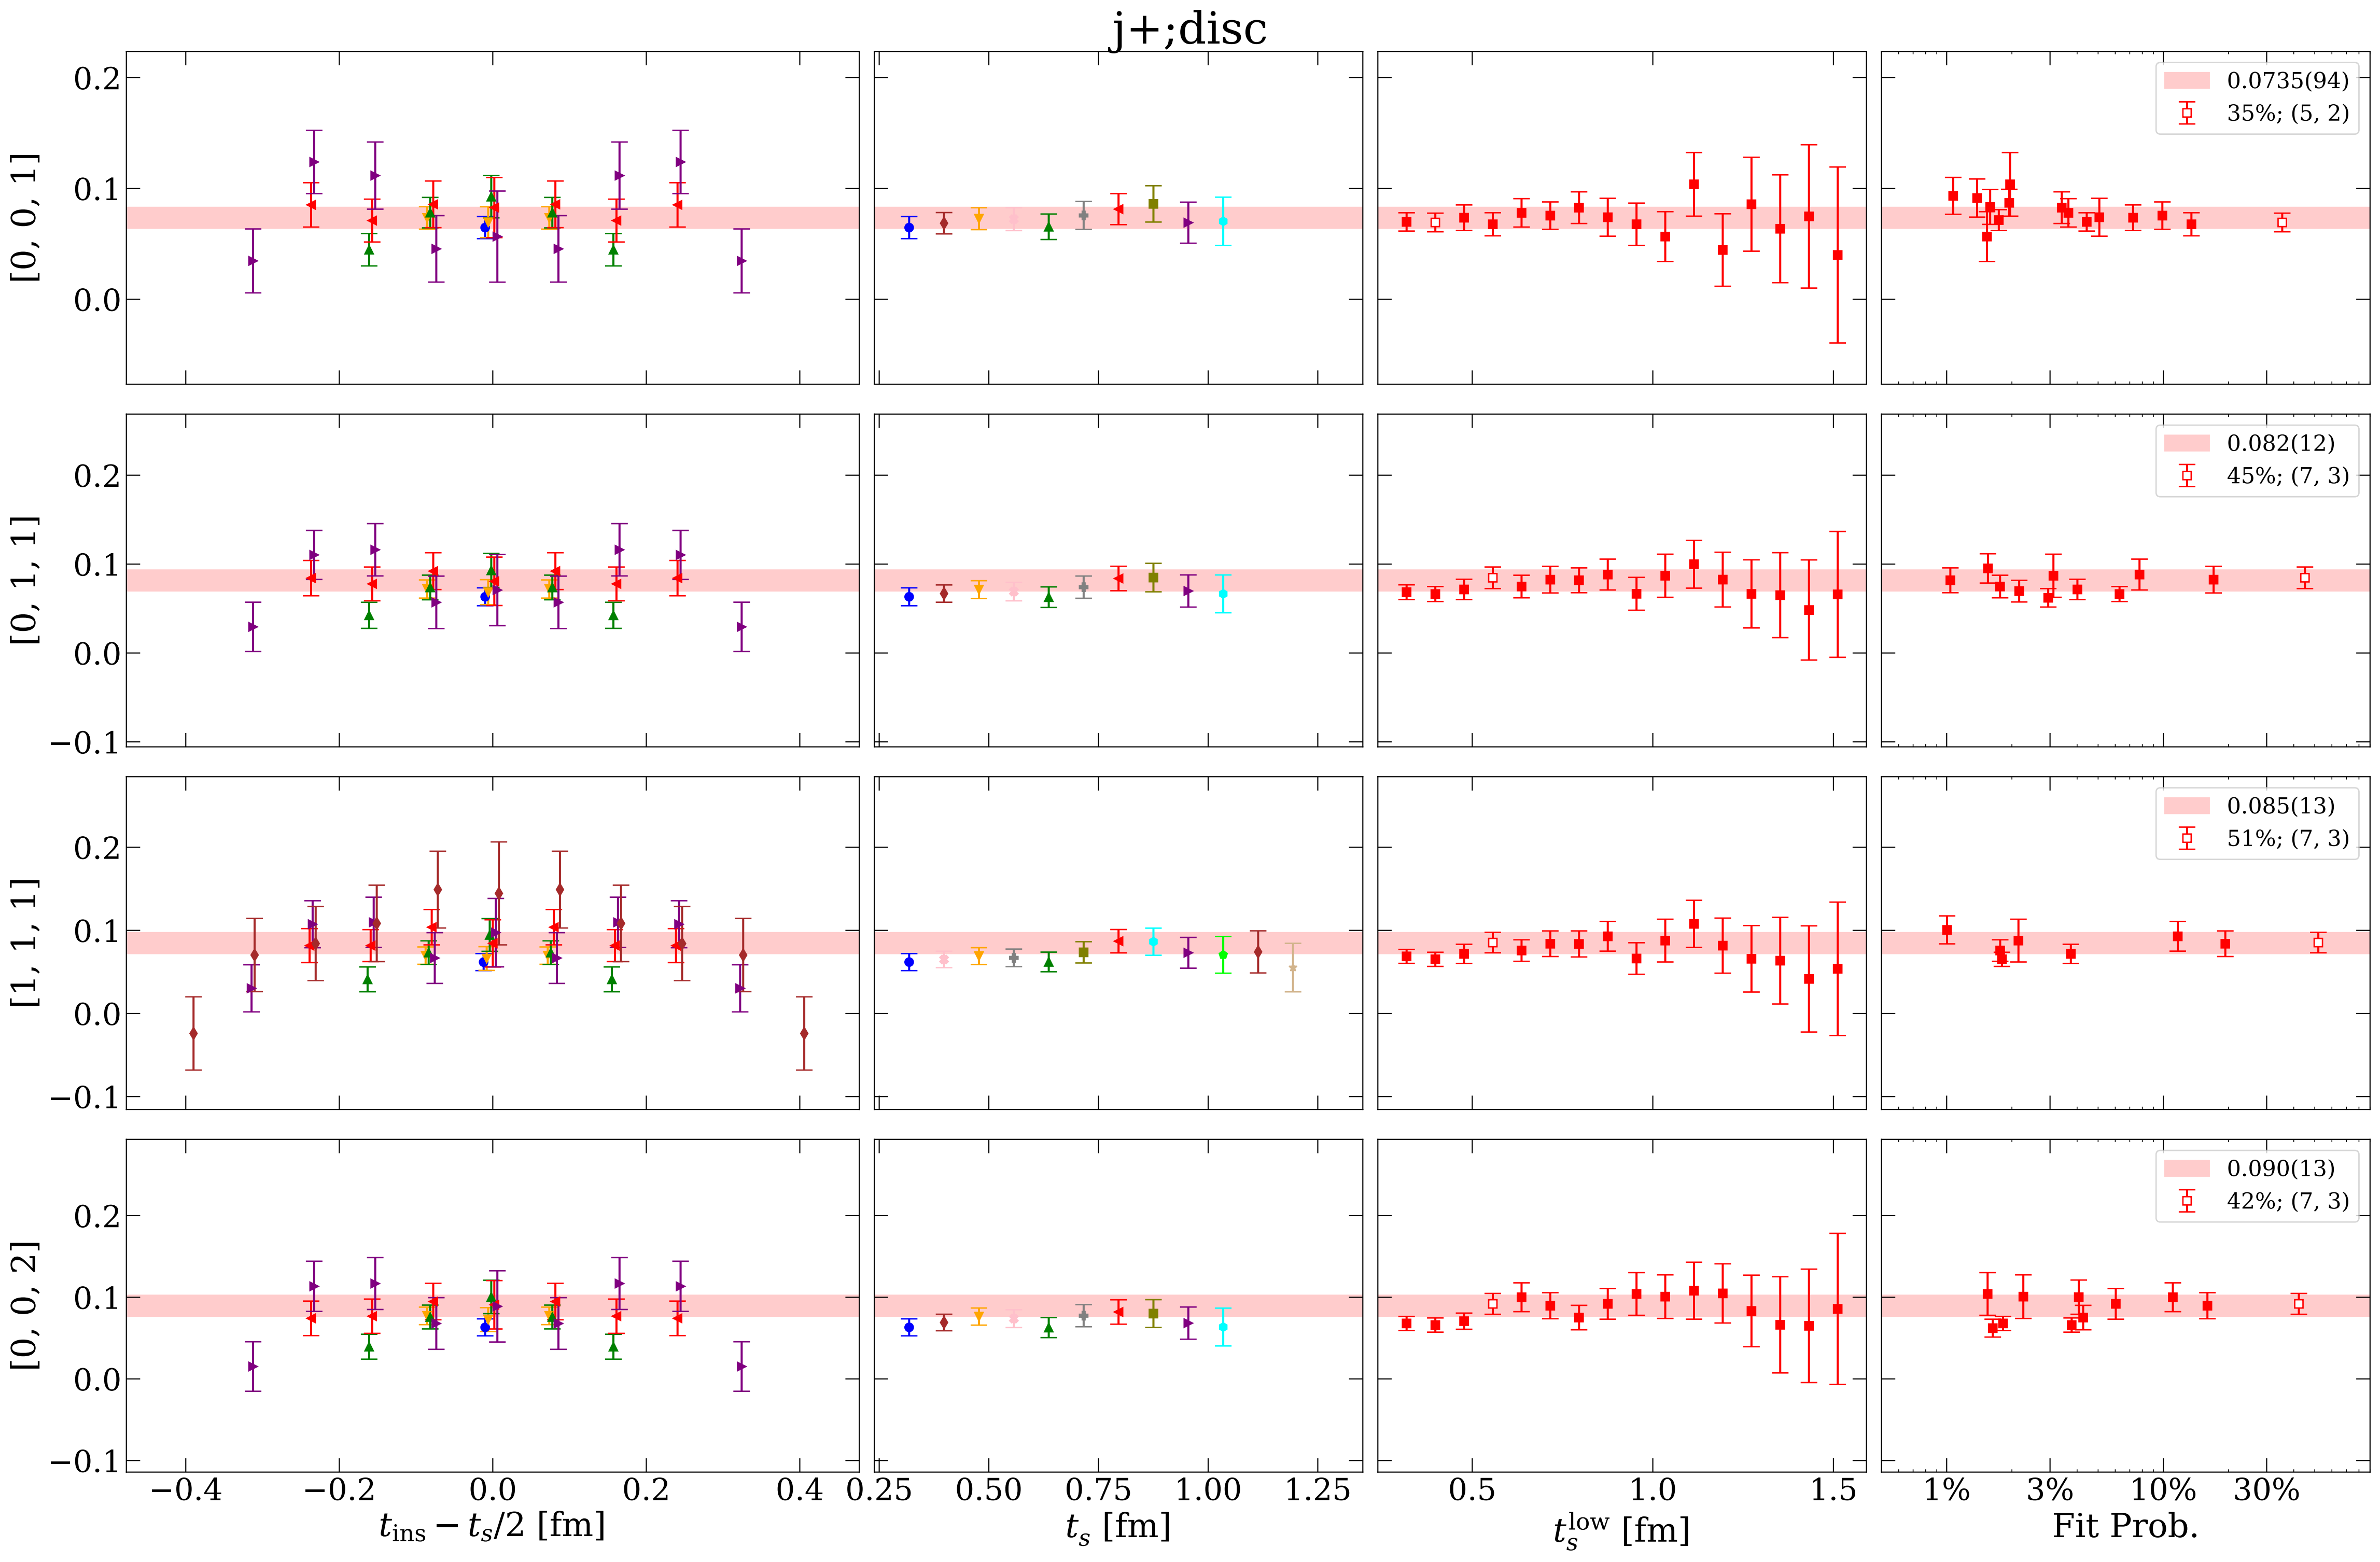 j+;disc
[0, 0, 1]
0.2
0.1
0.0
0.0735(94)
35%; (5, 2)
[0, 1, 1]
0.2
0.1
0.0
−0.1
0.082(12)
45%; (7, 3)
[1, 1, 1]
0.2
0.1
0.0
−0.1
0.085(13)
51%; (7, 3)
[0, 0, 2]
0.2
0.1
0.0
−0.1
0.090(13)
42%; (7, 3)
−0.4 −0.2 0.0 0.2 0.4
0.25 0.50 0.75 1.00 1.25
0.5 1.0 1.5
1% 3% 10% 30%
t_ins − t_s/2 [fm]
t_s [fm]
t_s^low [fm]
Fit Prob.